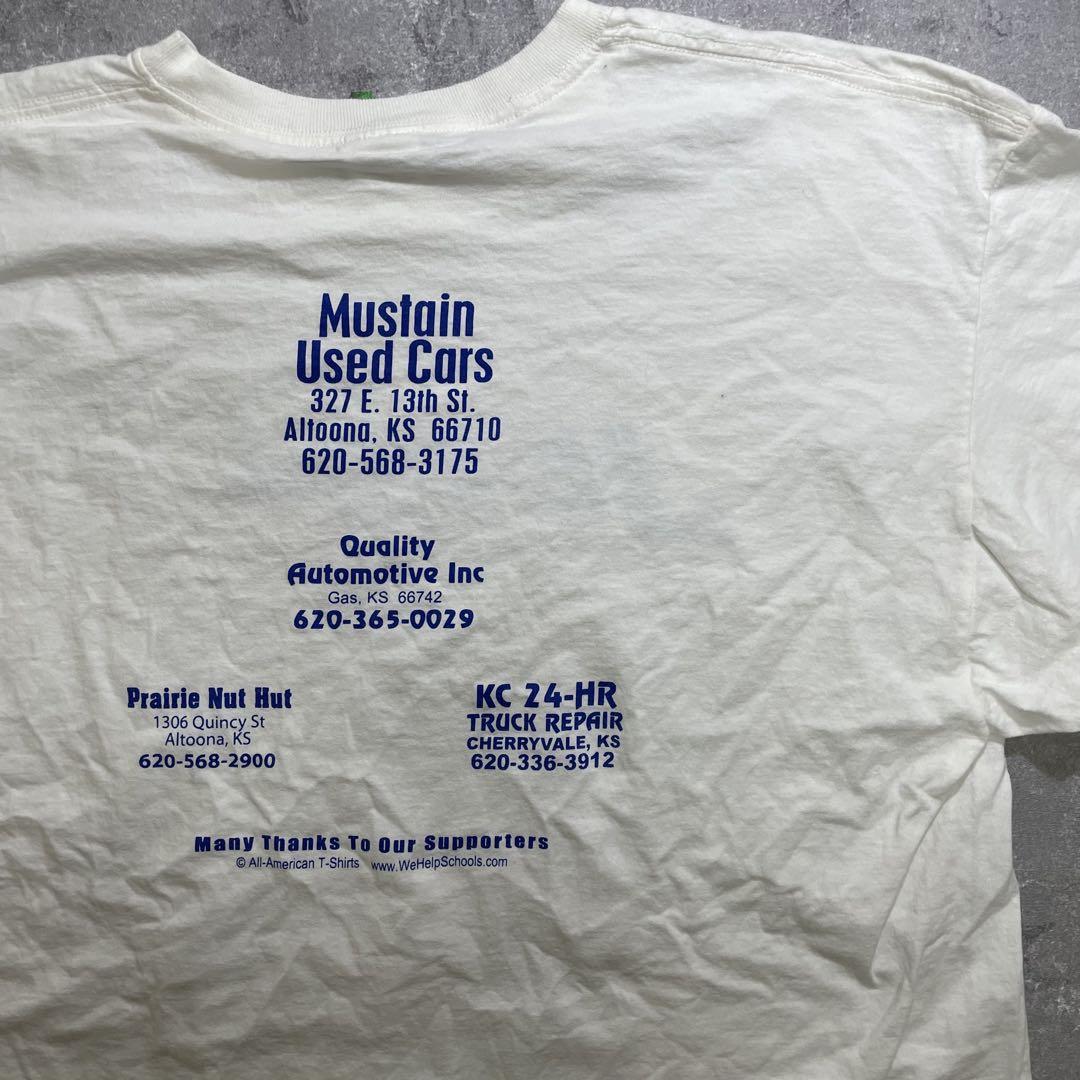 Mustain
Used Cars
327 E. 13th St.
Altoona, KS 66710
620-568-3175
Quality
Automotive Inc
Gas, KS 66742
620-365-0029
Prairie Nut Hut
1306 Quincy St
Altoona, KS
620-568-2900
KC 24-HR
TRUCK REPAIR
CHERRYVALE, KS
620-336-3912
Many Thanks To Our Supporters
© All-American T-Shirts www.WeHelpSchools.com